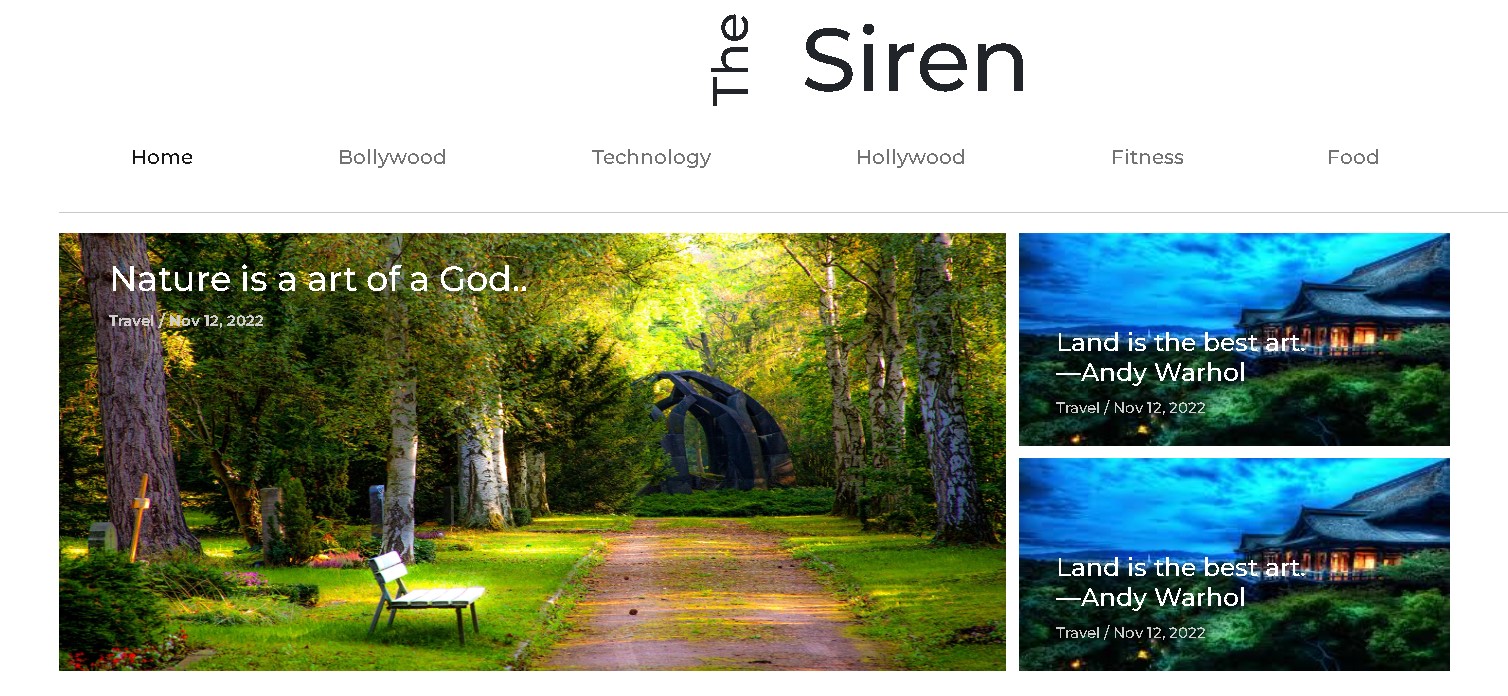 The Siren
Home Bollywood Technology Hollywood Fitness Food
Nature is a art of a God..
Travel / Nov 12, 2022
Land is the best art.
—Andy Warhol
Travel / Nov 12, 2022
Land is the best art.
—Andy Warhol
Travel / Nov 12, 2022